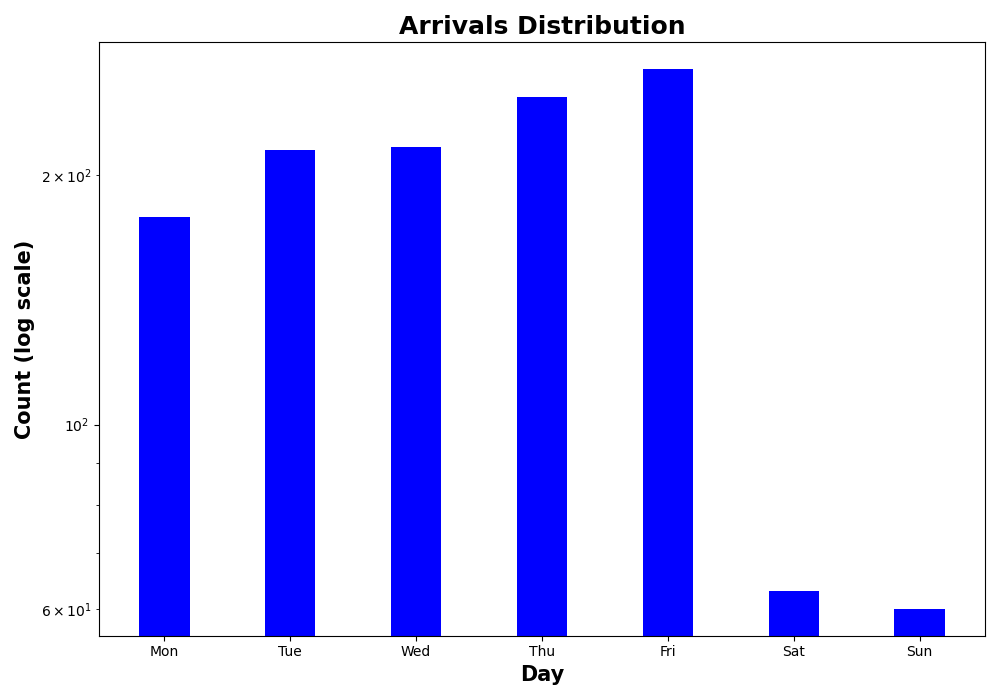 Arrivals Distribution
Count (log scale)
2 × 10²
10²
6 × 10¹
Mon Tue Wed Thu Fri Sat Sun
Day